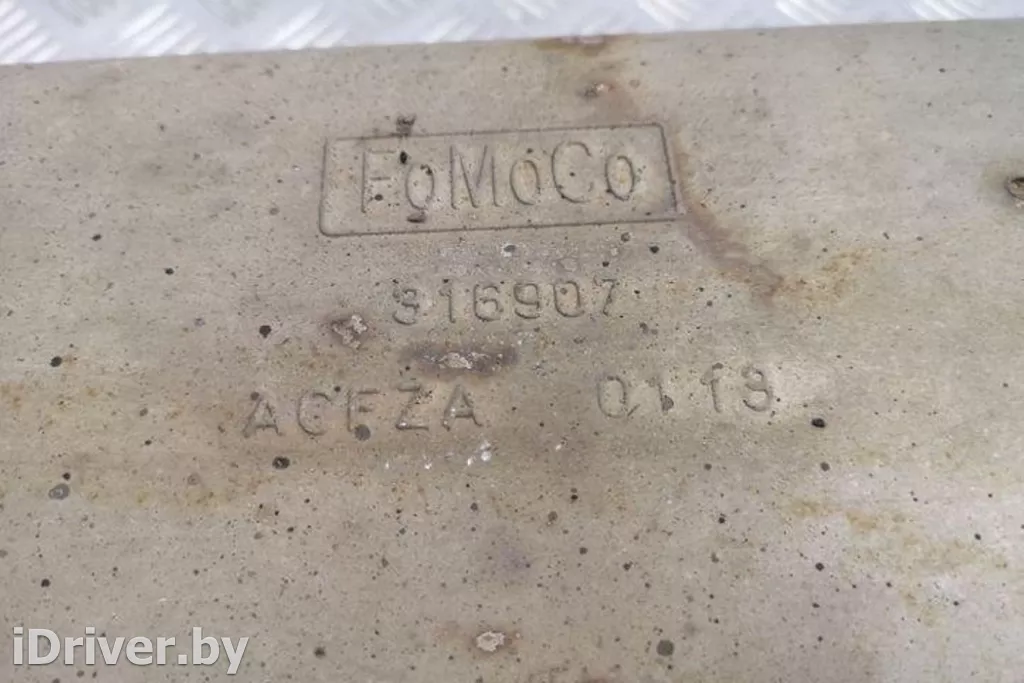 FoMoCo
316907
ACFZA 0113
iDriver.by